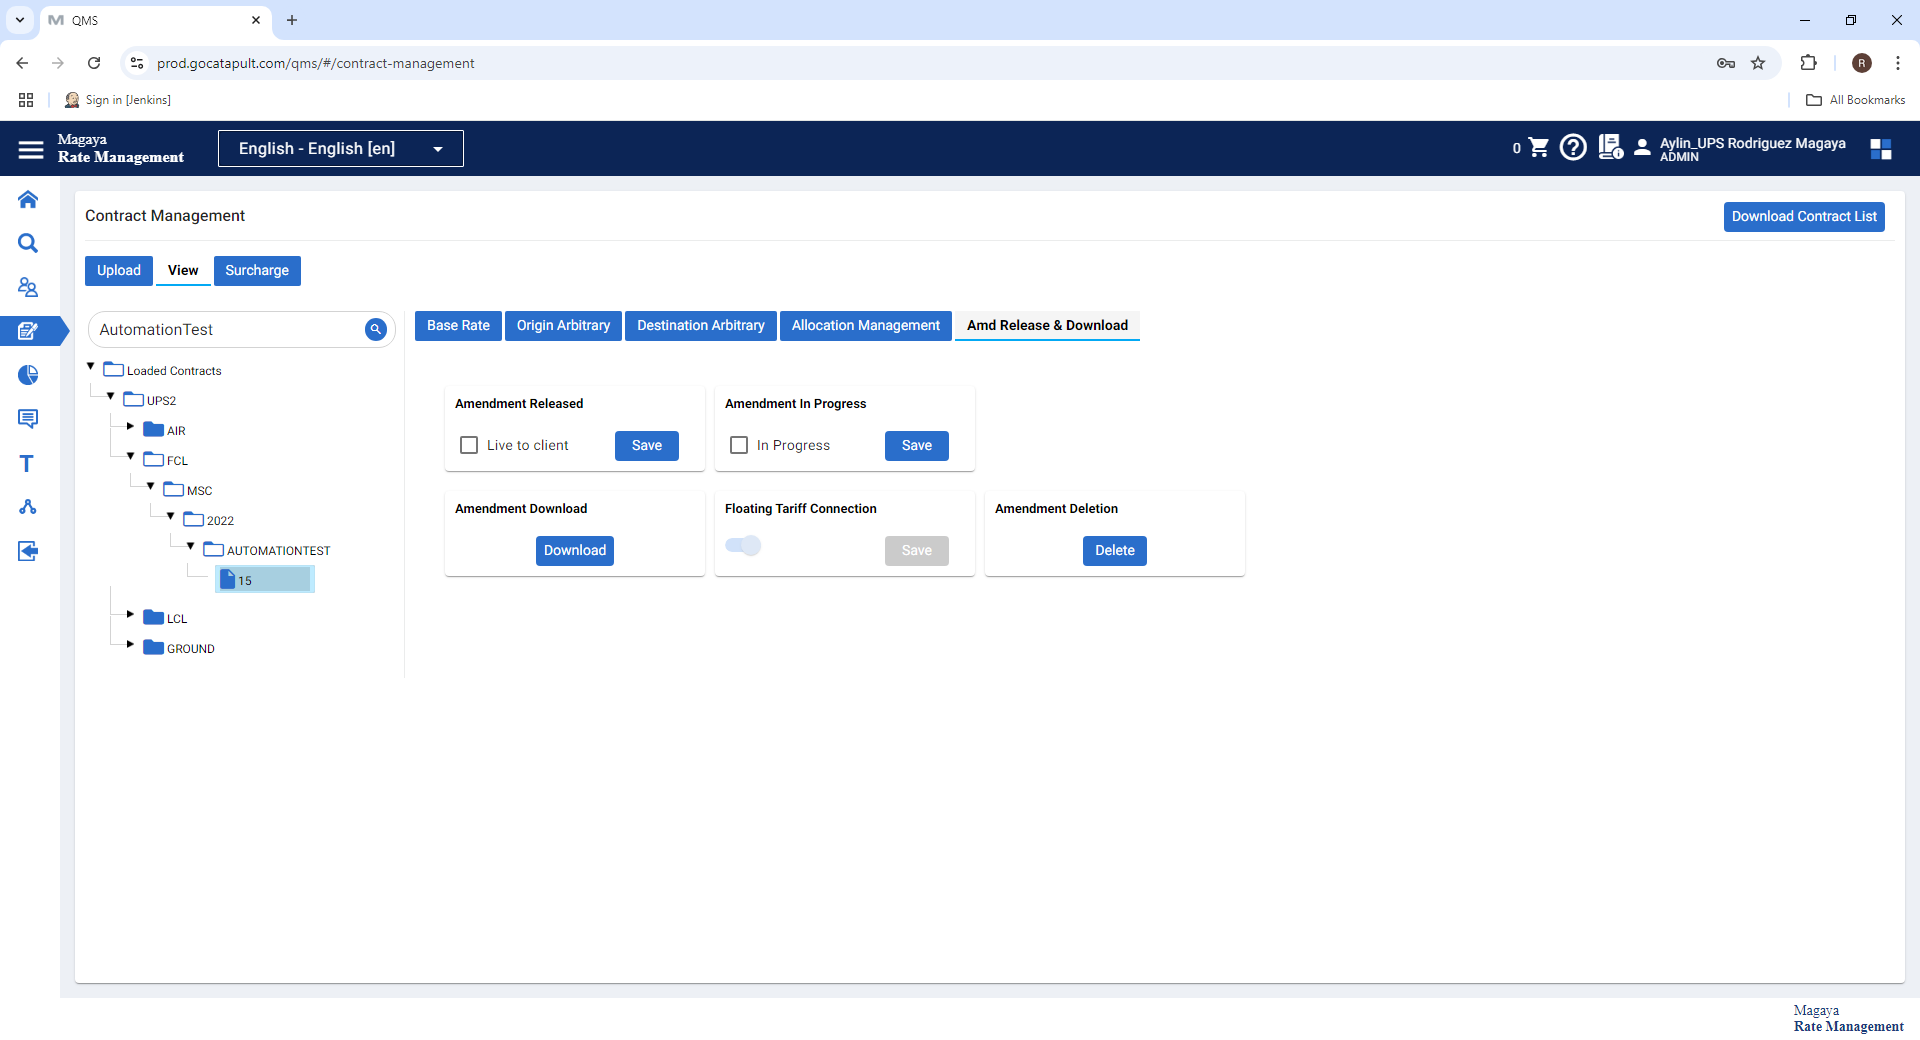 QMS
prod.gocatapult.com/qms/#/contract-management
R
Sign in [Jenkins]
All Bookmarks
Magaya
Rate Management
English - English [en]
0
Aylin_UPS Rodriguez Magaya
ADMIN
Contract Management
Download Contract List
Upload View Surcharge
AutomationTest
Base Rate Origin Arbitrary Destination Arbitrary Allocation Management Amd Release & Download
Loaded Contracts
UPS2
AIR
FCL
MSC
2022
AUTOMATIONTEST
15
LCL
GROUND
Amendment Released
Live to client Save
Amendment In Progress
In Progress Save
Amendment Download
Download
Floating Tariff Connection
Save
Amendment Deletion
Delete
T
Magaya
Rate Management